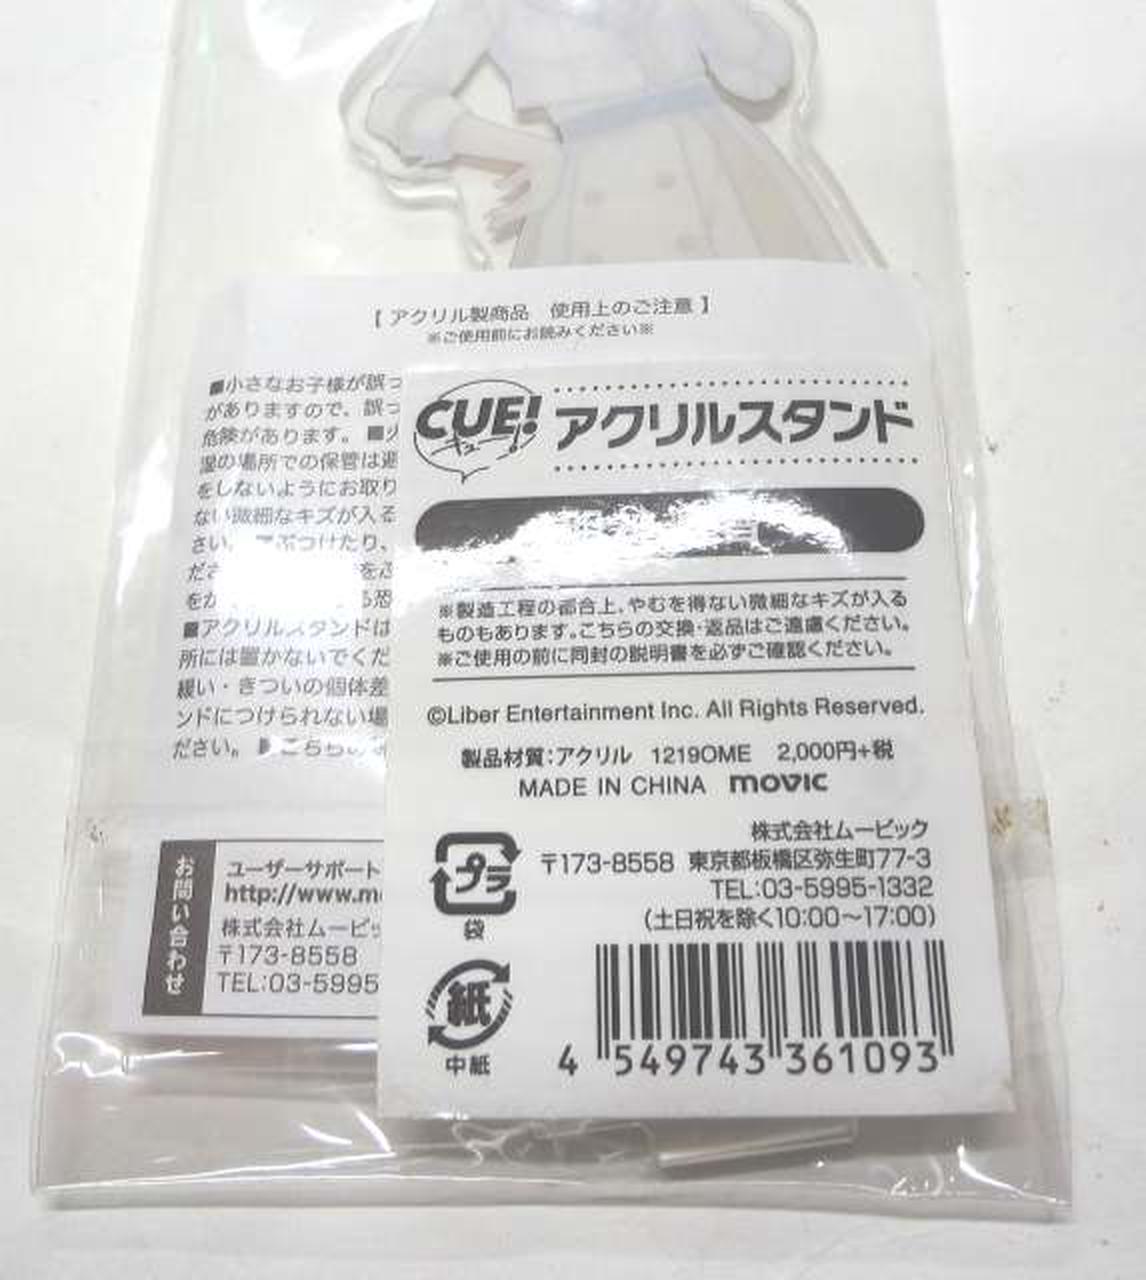 【 アクリル製商品　使用上のご注意 】
※ご使用前にお読みください※
■小さなお子様が誤っ
がありますので、誤っ
危険があります。■火
湿の場所での保管は避
をしないようにお取り
ない微細なキズが入る
さい。 ぶつけたり、
ださ
をか
■アクリルスタンドは
所には置かないでくだ
緩い・きついの個体差
ンドにつけられない場
ださい。■こちらの
お問い合わせ
ユーザーサポート
http://www.m
株式会社ムービッ
〒173-8558
TEL:03-5995
CUE!
キュー!
アクリルスタンド
※製造工程の都合上、やむを得ない微細なキズが入る
ものもあります。こちらの交換・返品はご遠慮ください。
※ご使用の前に同封の説明書を必ずご確認ください。
©Liber Entertainment Inc. All Rights Reserved.
製品材質：アクリル　1219OME　2,000円+税
MADE IN CHINA movic
株式会社ムービック
〒173-8558 東京都板橋区弥生町77-3
TEL:03-5995-1332
（土日祝を除く10:00〜17:00）
プラ
袋
紙
中紙
4 549743 361093